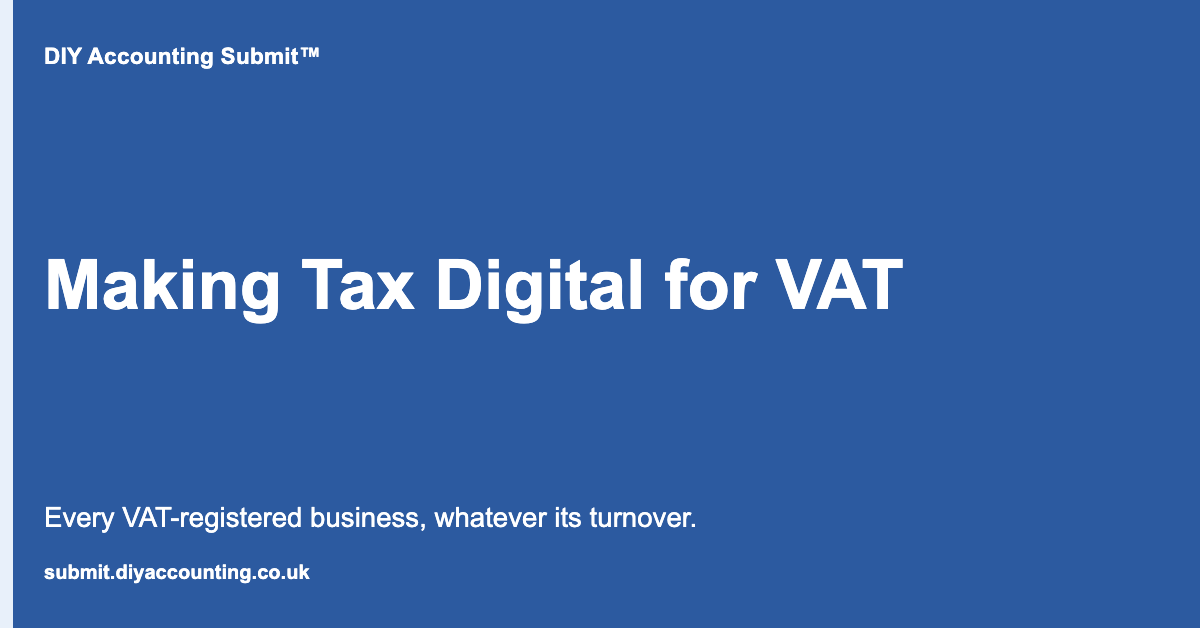 DIY Accounting Submit™
Making Tax Digital for VAT
Every VAT-registered business, whatever its turnover.
submit.diyaccounting.co.uk